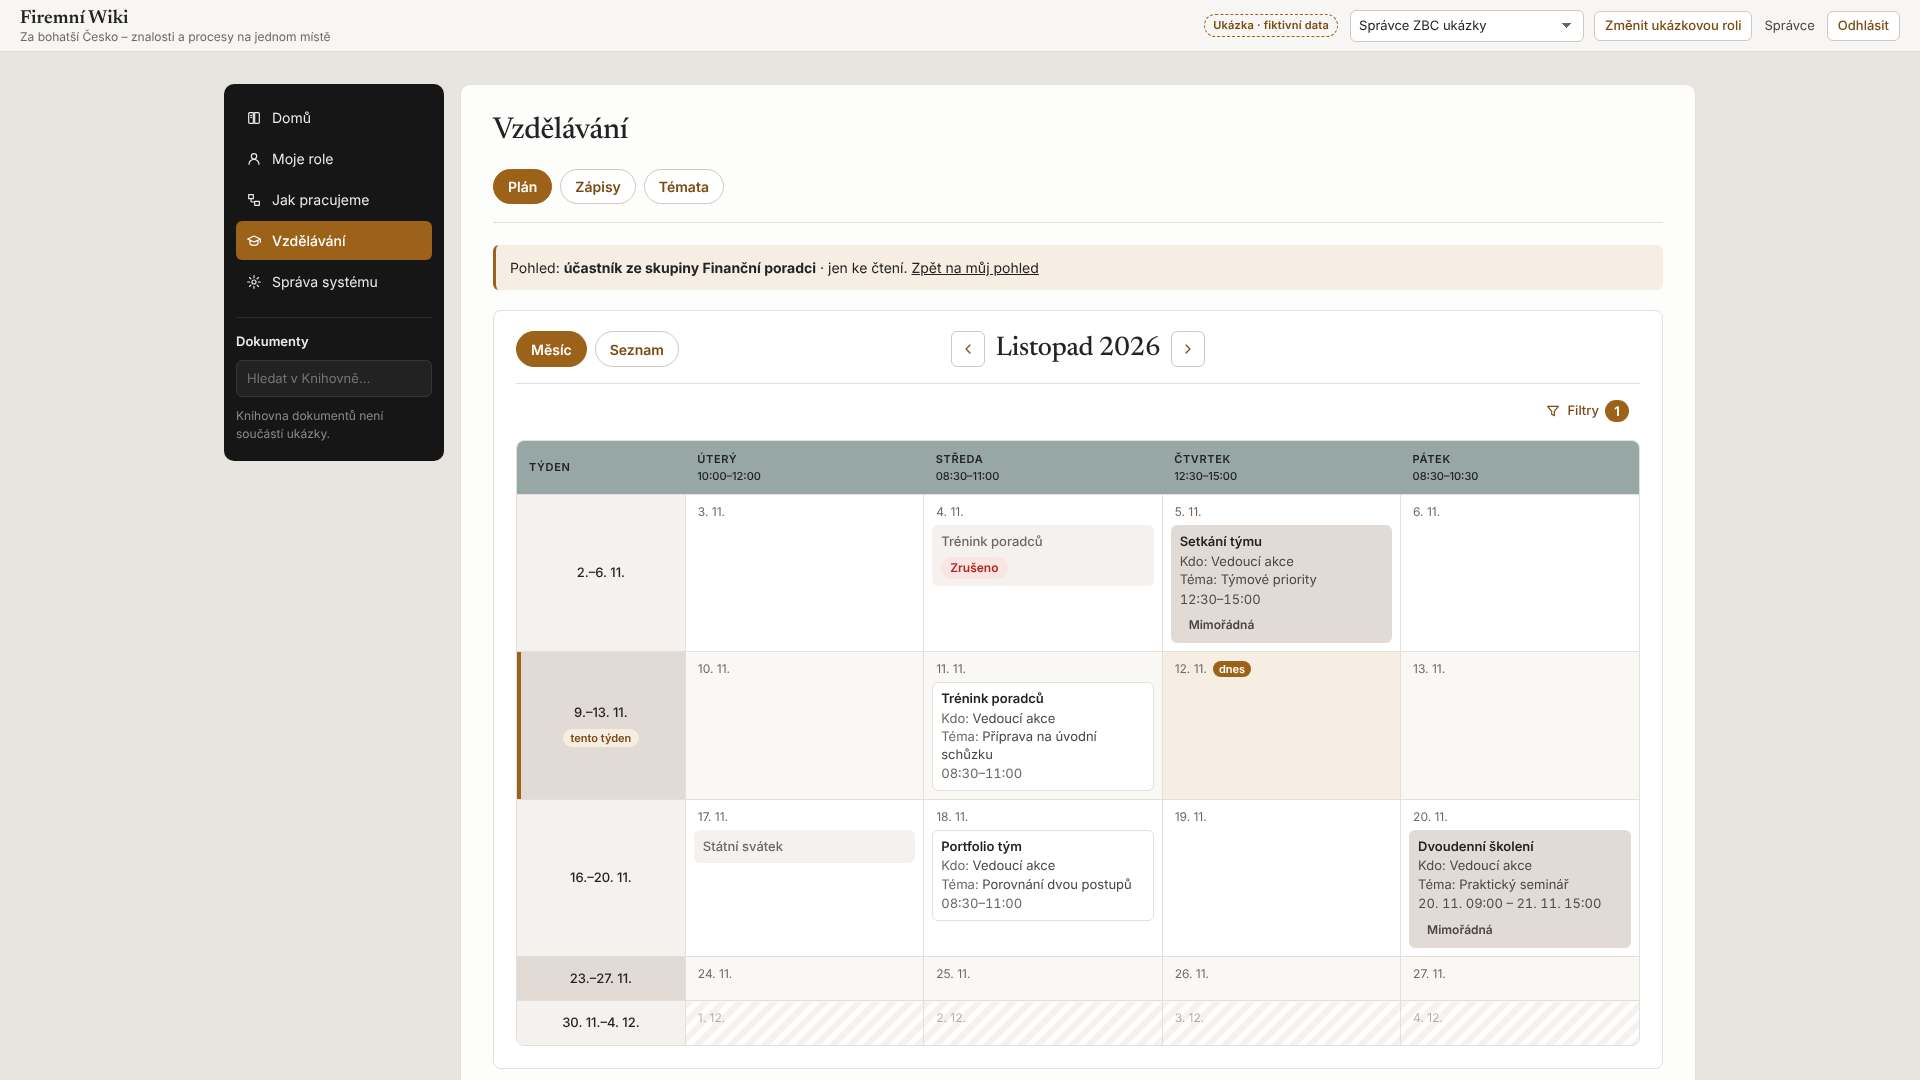 Firemní Wiki
Za bohatší Česko – znalosti a procesy na jednom místě
Ukázka · fiktivní data
Správce ZBC ukázky
Změnit ukázkovou roli
Správce
Odhlásit
Domů
Moje role
Jak pracujeme
Vzdělávání
Správa systému
Dokumenty
Hledat v Knihovně...
Knihovna dokumentů není
součástí ukázky.
Vzdělávání
Plán
Zápisy
Témata
Pohled: účastník ze skupiny Finanční poradci · jen ke čtení. Zpět na můj pohled
Měsíc
Seznam
Listopad 2026
Filtry 1
TÝDEN
ÚTERÝ
10:00–12:00
STŘEDA
08:30–11:00
ČTVRTEK
12:30–15:00
PÁTEK
08:30–10:30
2.–6. 11.
3. 11.
4. 11.
Trénink poradců
Zrušeno
5. 11.
Setkání týmu
Kdo: Vedoucí akce
Téma: Týmové priority
12:30–15:00
Mimořádná
6. 11.
9.–13. 11.
tento týden
10. 11.
11. 11.
Trénink poradců
Kdo: Vedoucí akce
Téma: Příprava na úvodní
schůzku
08:30–11:00
12. 11. dnes
13. 11.
16.–20. 11.
17. 11.
Státní svátek
18. 11.
Portfolio tým
Kdo: Vedoucí akce
Téma: Porovnání dvou postupů
08:30–11:00
19. 11.
20. 11.
Dvoudenní školení
Kdo: Vedoucí akce
Téma: Praktický seminář
20. 11. 09:00 – 21. 11. 15:00
Mimořádná
23.–27. 11.
24. 11.
25. 11.
26. 11.
27. 11.
30. 11.–4. 12.
1. 12.
2. 12.
3. 12.
4. 12.